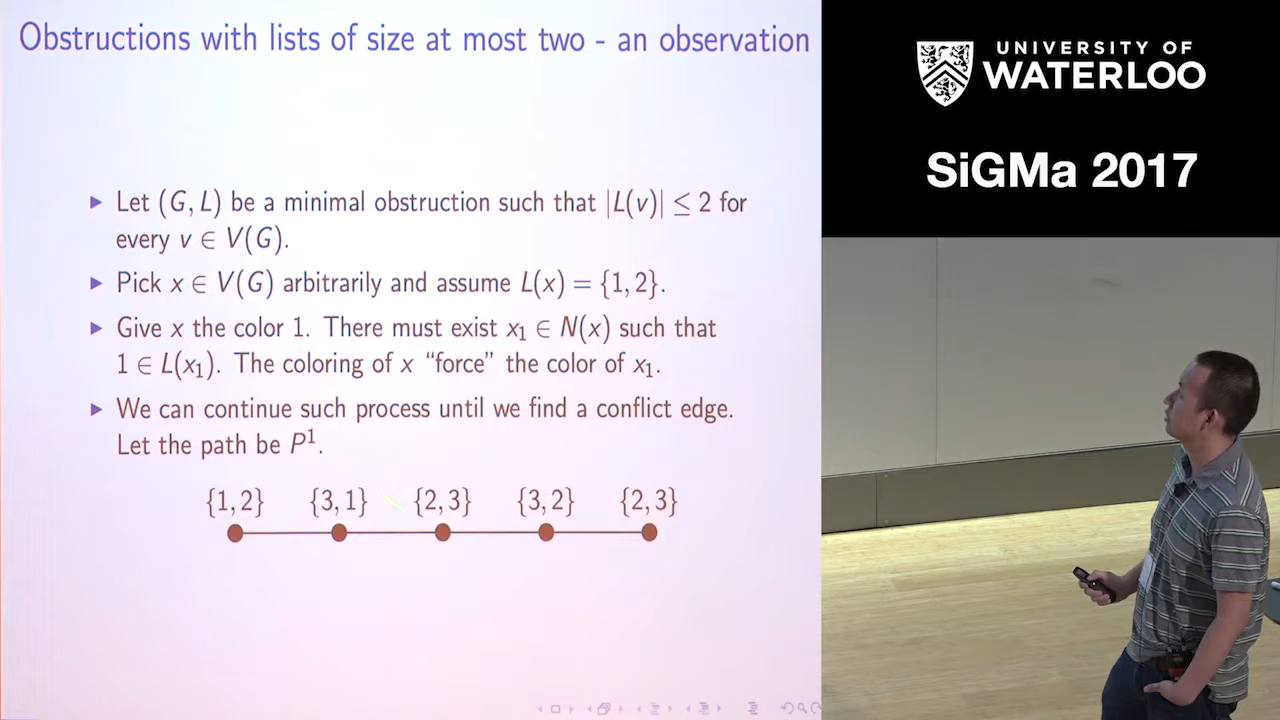 Obstructions with lists of size at most two - an observation
▶ Let (G, L) be a minimal obstruction such that |L(v)| ≤ 2 for
every v ∈ V(G).
▶ Pick x ∈ V(G) arbitrarily and assume L(x) = {1, 2}.
▶ Give x the color 1. There must exist x₁ ∈ N(x) such that
1 ∈ L(x₁). The coloring of x “force” the color of x₁.
▶ We can continue such process until we find a conflict edge.
Let the path be P¹.
{1, 2} {3, 1} {2, 3} {3, 2} {2, 3}
UNIVERSITY OF
WATERLOO
SiGMa 2017